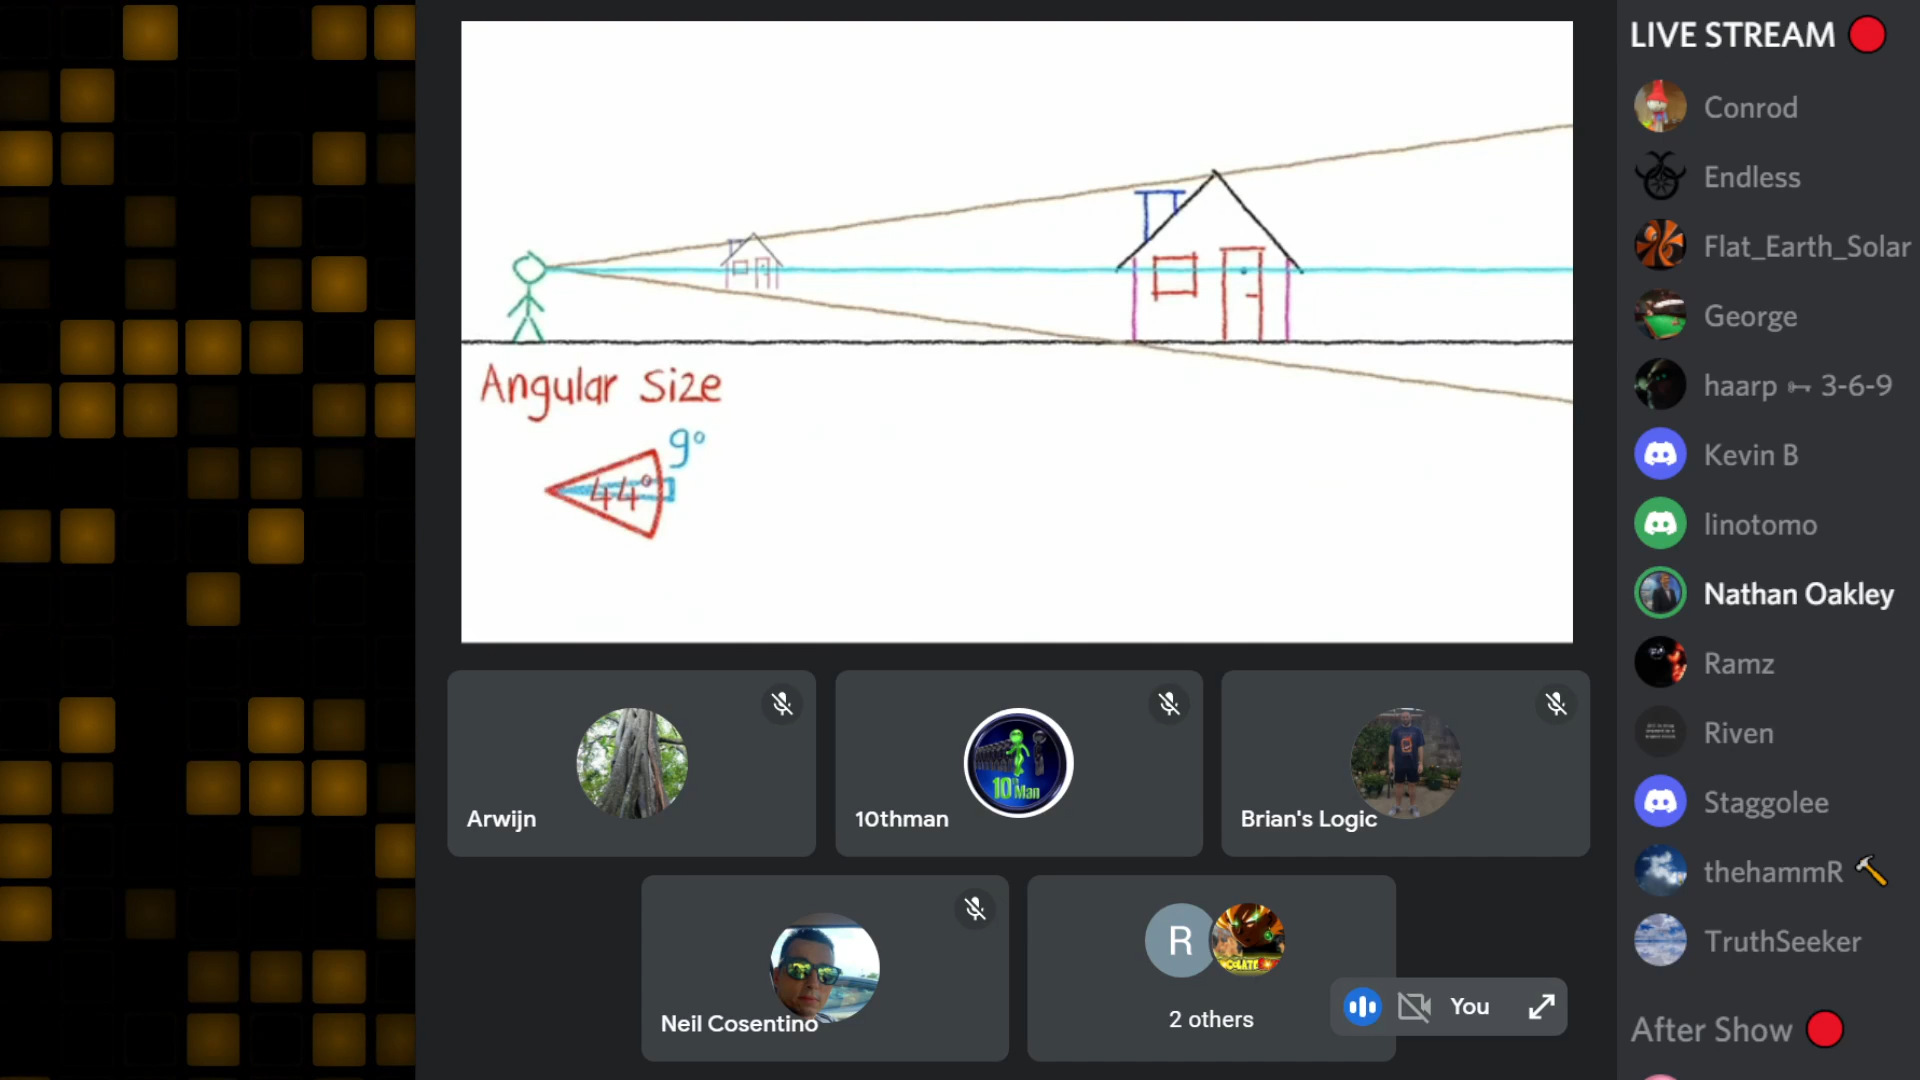 Angular Size
9°
44°
Arwijn
10th Man
10thman
Brian's Logic
Neil Cosentino
R
2 others
You
LIVE STREAM
Conrod
Endless
Flat_Earth_Solar
George
haarp 3-6-9
Kevin B
linotomo
Nathan Oakley
Ramz
Riven
Staggolee
thehammR
TruthSeeker
After Show